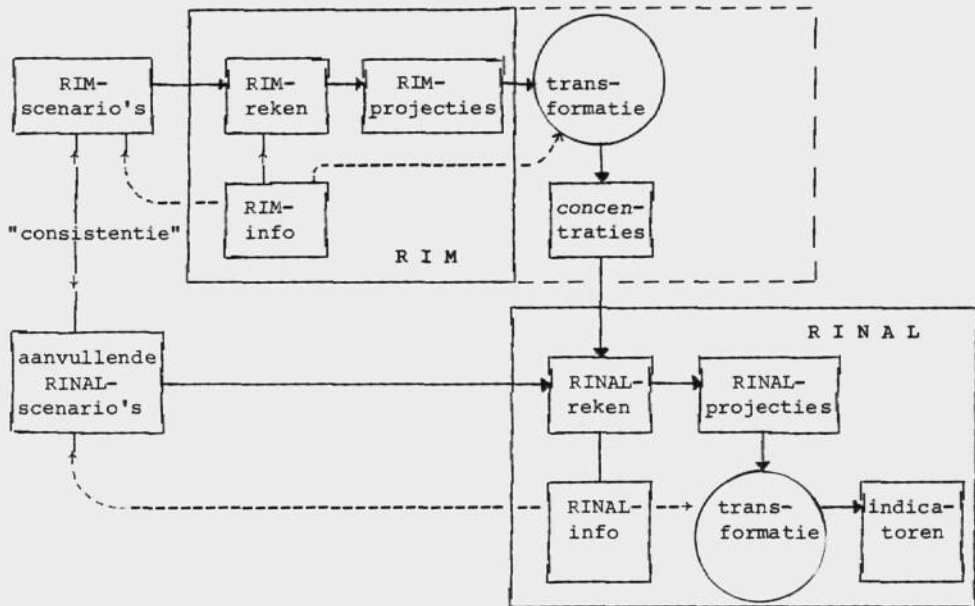 RIM-
scenario's
RIM-
reken
RIM-
projecties
trans-
formatie
RIM-
info
concen-
traties
"consistentie"
R I M
R I N A L
aanvullende
RINAL-
scenario's
RINAL-
reken
RINAL-
projecties
RINAL-
info
trans-
formatie
indica-
toren